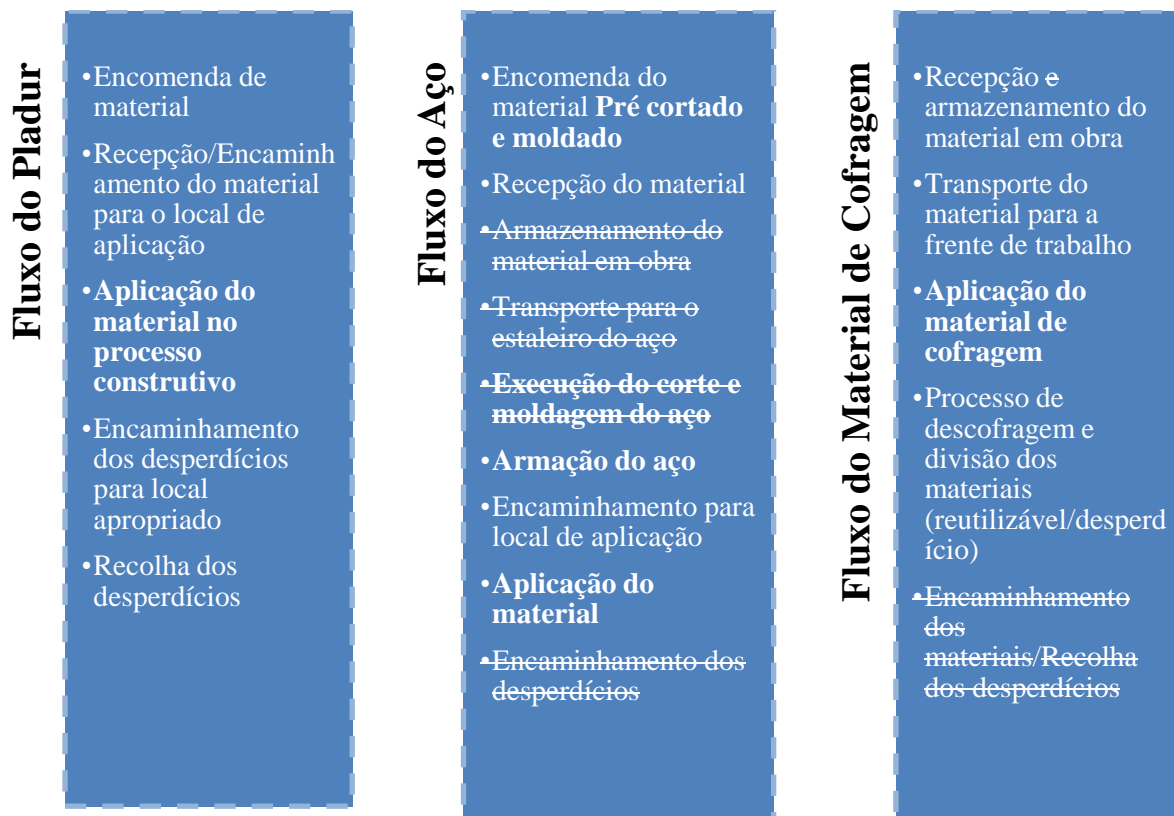 Fluxo do Pladur
•Encomenda de
material
•Recepção/Encaminh
amento do material
para o local de
aplicação
•Aplicação do
material no
processo
construtivo
•Encaminhamento
dos desperdícios
para local
apropriado
•Recolha dos
desperdícios
Fluxo do Aço
•Encomenda do
material Pré cortado
e moldado
•Recepção do material
•Armazenamento do
material em obra
•Transporte para o
estaleiro do aço
•Execução do corte e
moldagem do aço
•Armação do aço
•Encaminhamento para
local de aplicação
•Aplicação do
material
•Encaminhamento dos
desperdícios
Fluxo do Material de Cofragem
•Recepção e
armazenamento do
material em obra
•Transporte do
material para a
frente de trabalho
•Aplicação do
material de
cofragem
•Processo de
descofragem e
divisão dos
materiais
(reutilizável/desperd
ício)
•Encaminhamento
dos
materiais/Recolha
dos desperdícios